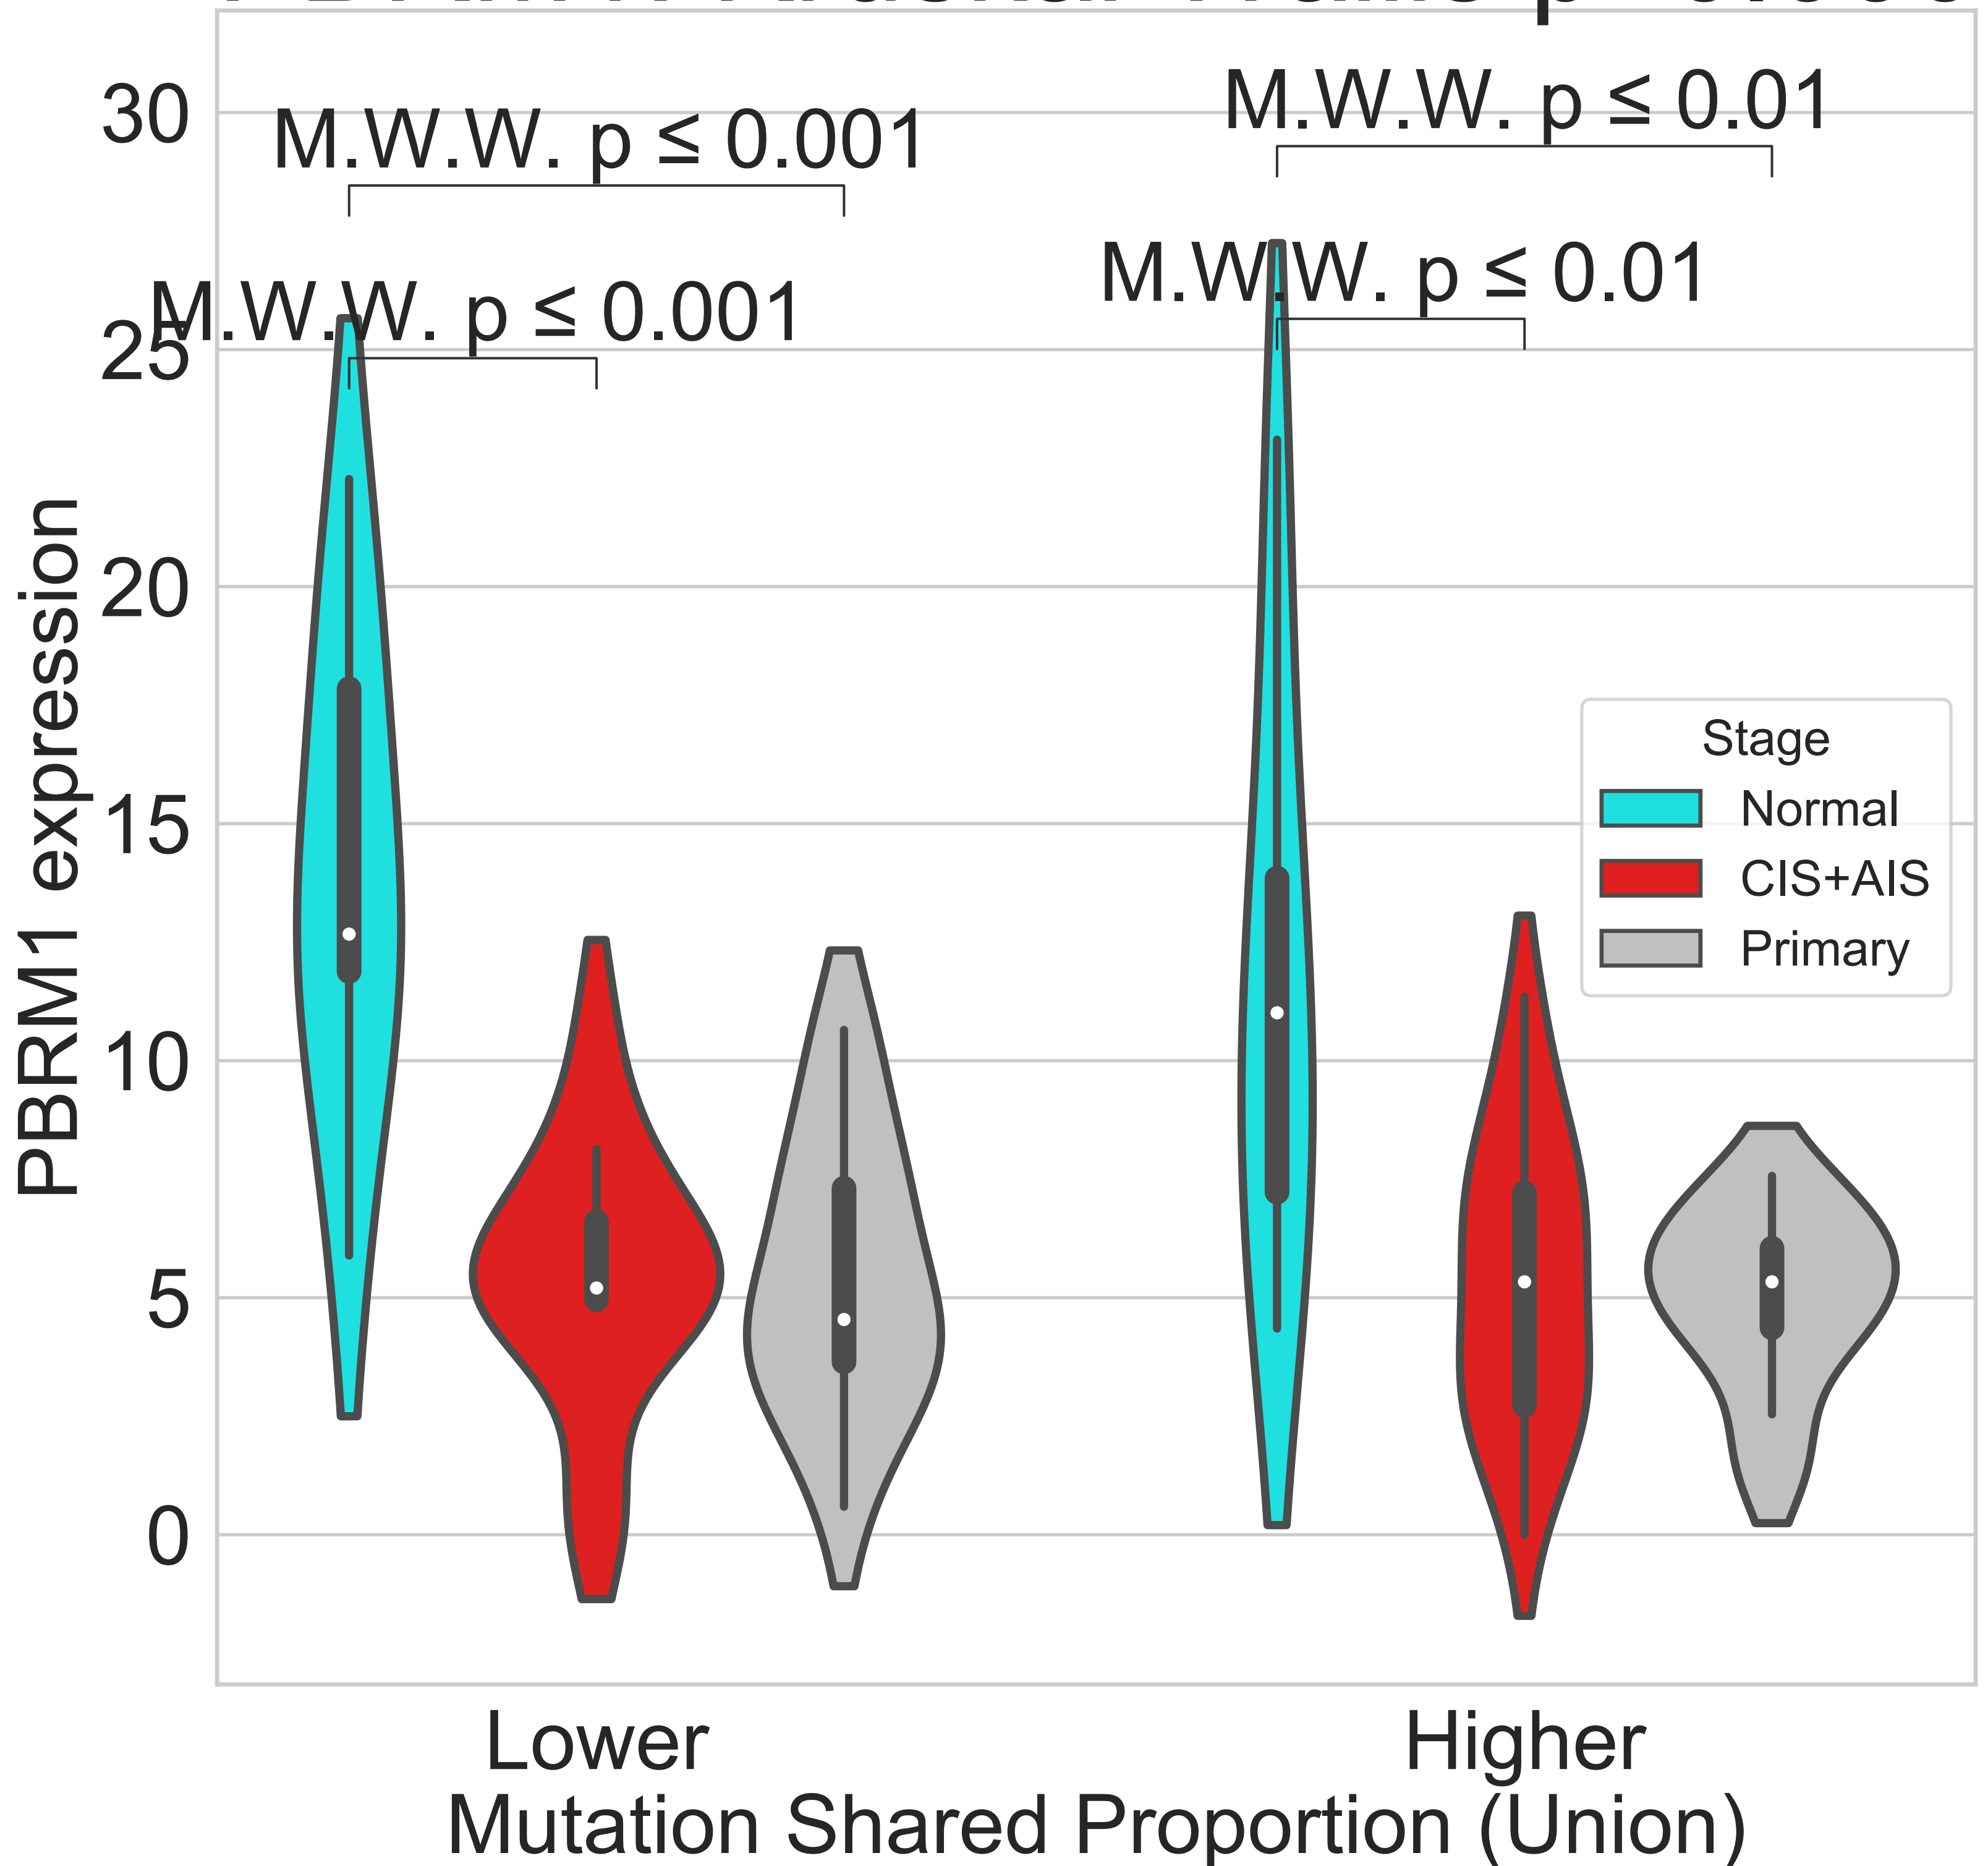 30
25
20
15
10
5
0
PBRM1 expression
M.W.W. p ≤ 0.001
M.W.W. p ≤ 0.001
M.W.W. p ≤ 0.01
M.W.W. p ≤ 0.01
Stage
Normal
CIS+AIS
Primary
Lower
Higher
Mutation Shared Proportion (Union)